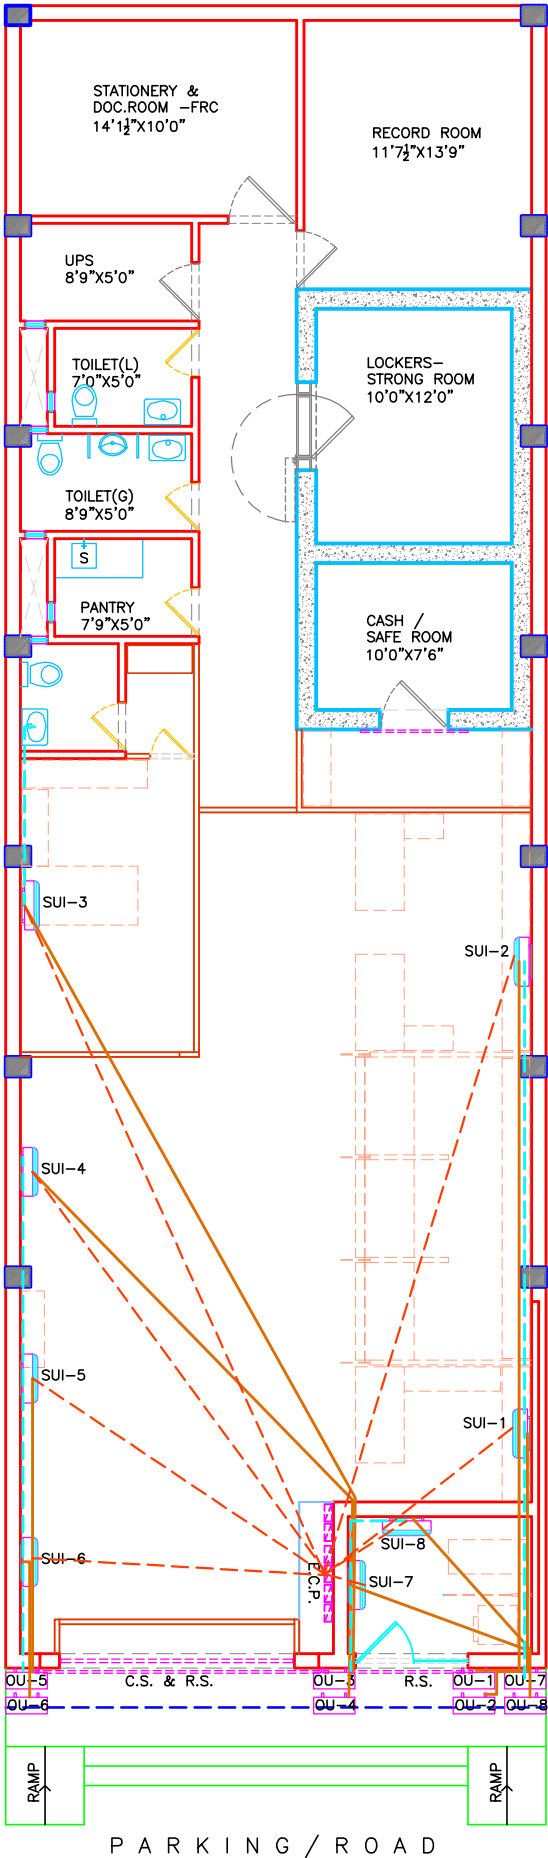 STATIONERY &
DOC.ROOM -FRC
14'1½"X10'0"
RECORD ROOM
11'7½"X13'9"
UPS
8'9"X5'0"
TOILET(L)
7'0"X5'0"
LOCKERS-
STRONG ROOM
10'0"X12'0"
TOILET(G)
8'9"X5'0"
S
PANTRY
7'9"X5'0"
CASH /
SAFE ROOM
10'0"X7'6"
SUI-3
SUI-2
SUI-4
SUI-5
SUI-1
SUI-8
SUI-6
SUI-7
E.C.P.
OU-5 C.S. & R.S. OU-3 R.S. OU-1 OU-7
OU-6 OU-4 OU-2 OU-8
RAMP RAMP
PARKING/ROAD